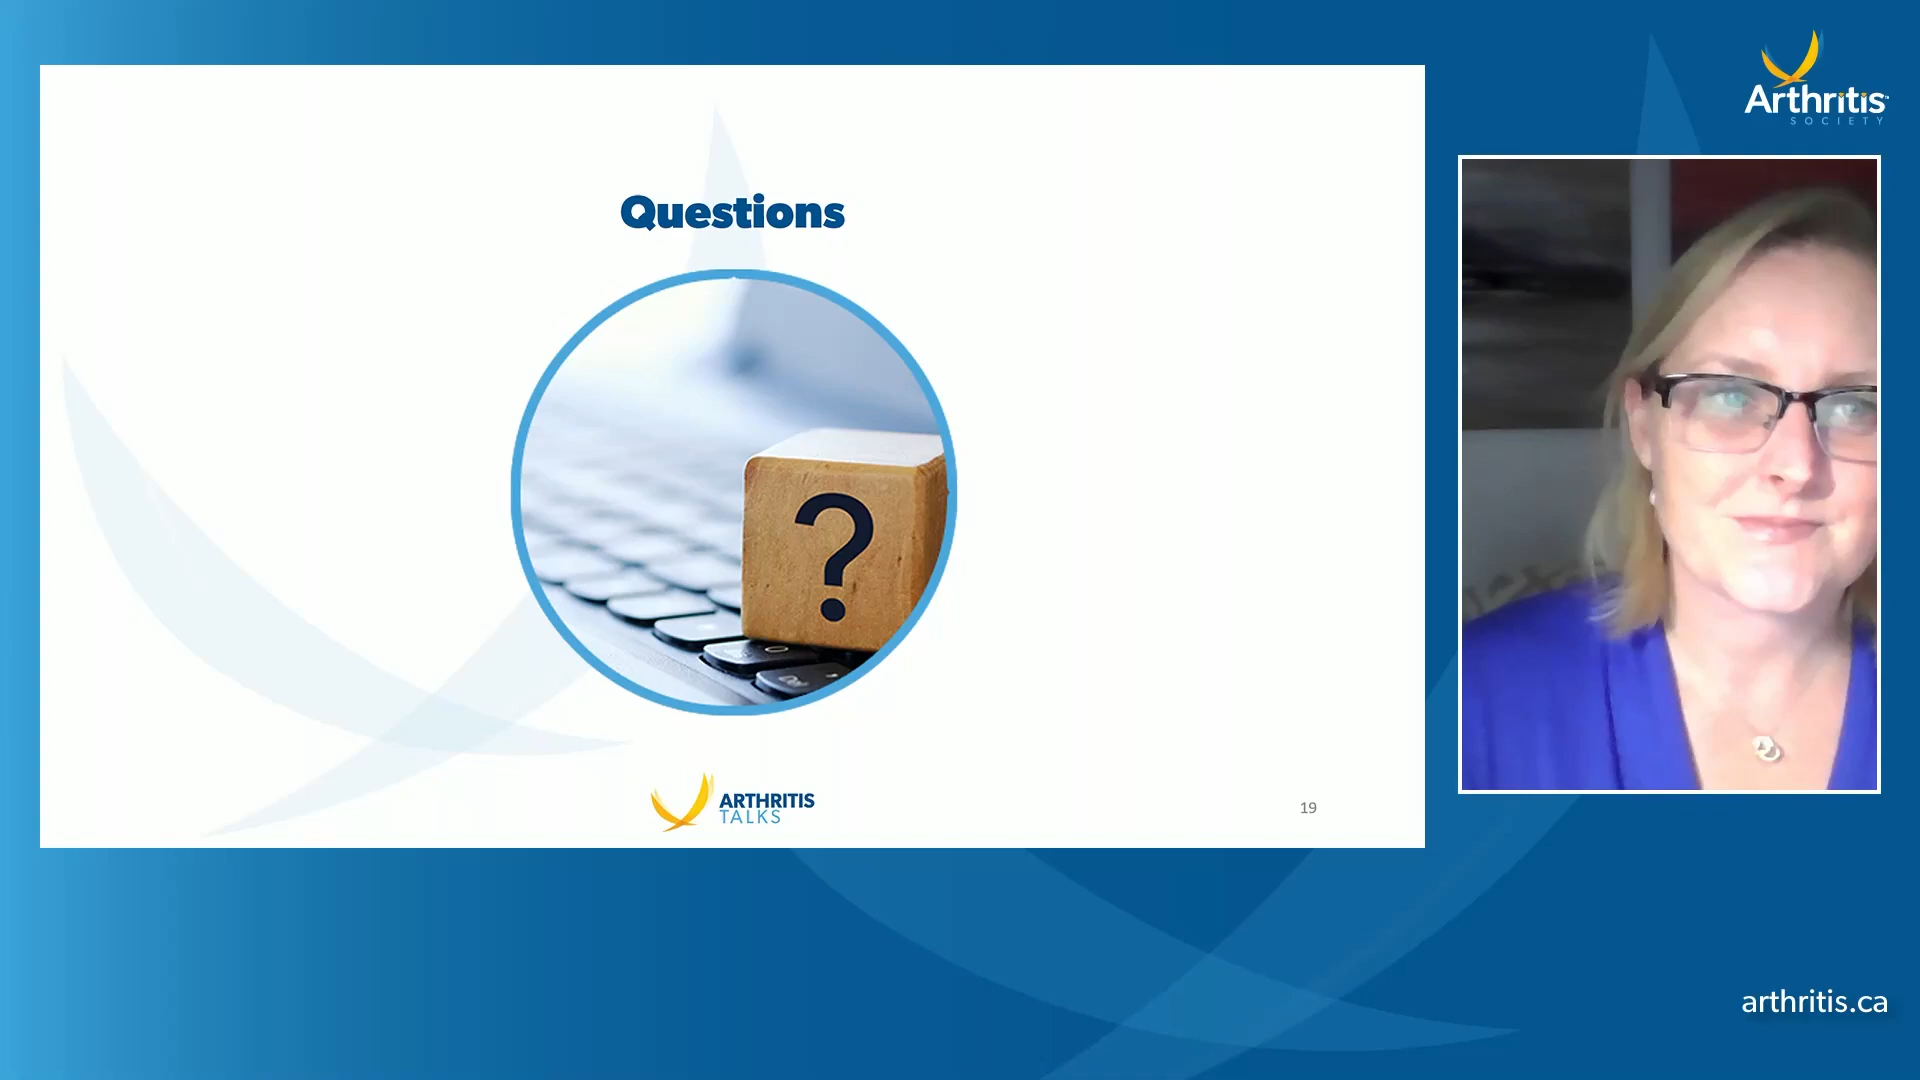 Arthritis
SOCIETY
Questions
?
ARTHRITIS
TALKS
19
arthritis.ca